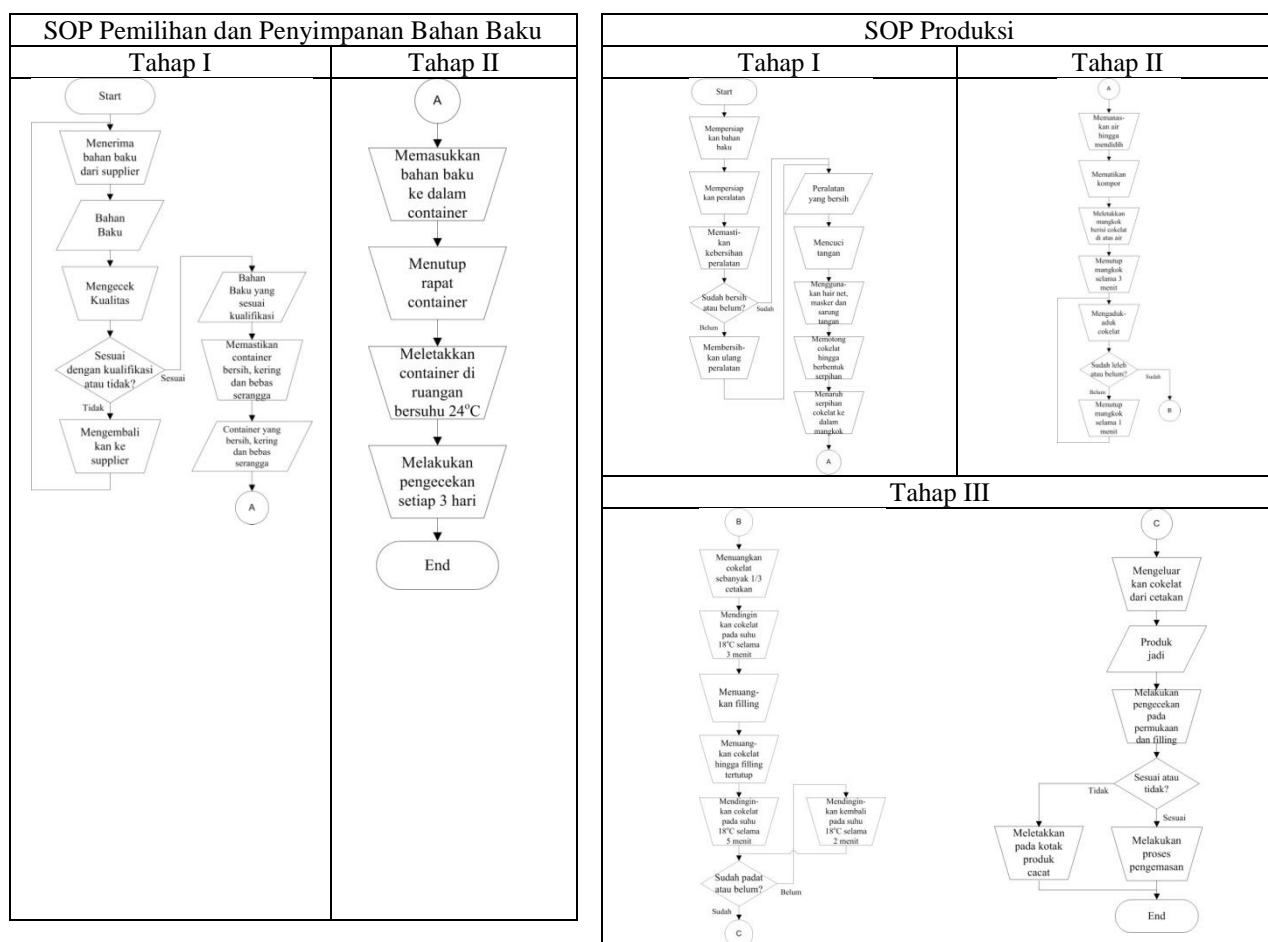 SOP Pemilihan dan Penyimpanan Bahan Baku
Tahap I
Start
Menerima
bahan baku
dari supplier
Bahan
Baku
Mengecek
Kualitas
Sesuai
dengan kualifikasi
atau tidak?
Sesuai
Tidak
Mengembali
kan ke
supplier
Bahan
Baku yang
sesuai
kualifikasi
Memastikan
container
bersih, kering
dan bebas
serangga
Container yang
bersih, kering
dan bebas
serangga
A
Tahap II
A
Memasukkan
bahan baku
ke dalam
container
Menutup
rapat
container
Meletakkan
container di
ruangan
bersuhu 24°C
Melakukan
pengecekan
setiap 3 hari
End
SOP Produksi
Tahap I
Start
Mempersiap
kan bahan
baku
Mempersiap
kan peralatan
Memasti-
kan
kebersihan
peralatan
Sudah bersih
atau belum?
Sudah
Belum
Membersih-
kan ulang
peralatan
Peralatan
yang bersih
Mencuci
tangan
Mengguna-
kan hair net,
masker dan
sarung
tangan
Memotong
cokelat
hingga
berbentuk
serpihan
Menaruh
serpihan
cokelat ke
dalam
mangkok
A
Tahap II
A
Memanas-
kan air
hingga
mendidih
Mematikan
kompor
Meletakkan
mangkok
berisi cokelat
di atas air
Menutup
mangkok
selama 3
menit
Mengaduk-
aduk
cokelat
Sudah leleh
atau belum?
Sudah
Belum
Menutup
mangkok
selama 1
menit
B
Tahap III
B
Menuangkan
cokelat
sebanyak 1/3
cetakan
Mendingin
kan cokelat
pada suhu
18°C selama
3 menit
Menuang-
kan filling
Menuang-
kan cokelat
hingga filling
tertutup
Mendingin-
kan cokelat
pada suhu
18°C selama
5 menit
Mendingin-
kan kembali
pada suhu
18°C selama
2 menit
Sudah padat
atau belum?
Belum
Sudah
C
C
Mengeluar
kan cokelat
dari cetakan
Produk
jadi
Melakukan
pengecekan
pada
permukaan
dan filling
Sesuai atau
tidak?
Tidak
Sesuai
Meletakkan
pada kotak
produk
cacat
Melakukan
proses
pengemasan
End